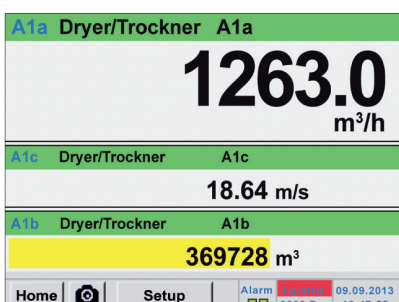 A1a Dryer/Trockner A1a
1263.0
m³/h
A1c Dryer/Trockner A1c
18.64 m/s
A1b Dryer/Trockner A1b
369728 m³
Home Setup Alarm 09.09.2013